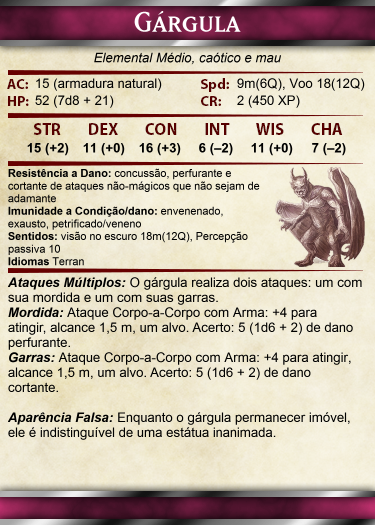 GÁRGULA
Elemental Médio, caótico e mau
AC: 15 (armadura natural) Spd: 9m(6Q), Voo 18(12Q)
HP: 52 (7d8 + 21) CR: 2 (450 XP)
STR DEX CON INT WIS CHA
15 (+2) 11 (+0) 16 (+3) 6 (–2) 11 (+0) 7 (–2)
Resistência a Dano: concussão, perfurante e
cortante de ataques não-mágicos que não sejam de
adamante
Imunidade a Condição/dano: envenenado,
exausto, petrificado/veneno
Sentidos: visão no escuro 18m(12Q), Percepção
passiva 10
Idiomas Terran
Ataques Múltiplos: O gárgula realiza dois ataques: um com
sua mordida e um com suas garras.
Mordida: Ataque Corpo-a-Corpo com Arma: +4 para
atingir, alcance 1,5 m, um alvo. Acerto: 5 (1d6 + 2) de dano
perfurante.
Garras: Ataque Corpo-a-Corpo com Arma: +4 para atingir,
alcance 1,5 m, um alvo. Acerto: 5 (1d6 + 2) de dano
cortante.
Aparência Falsa: Enquanto o gárgula permanecer imóvel,
ele é indistinguível de uma estátua inanimada.